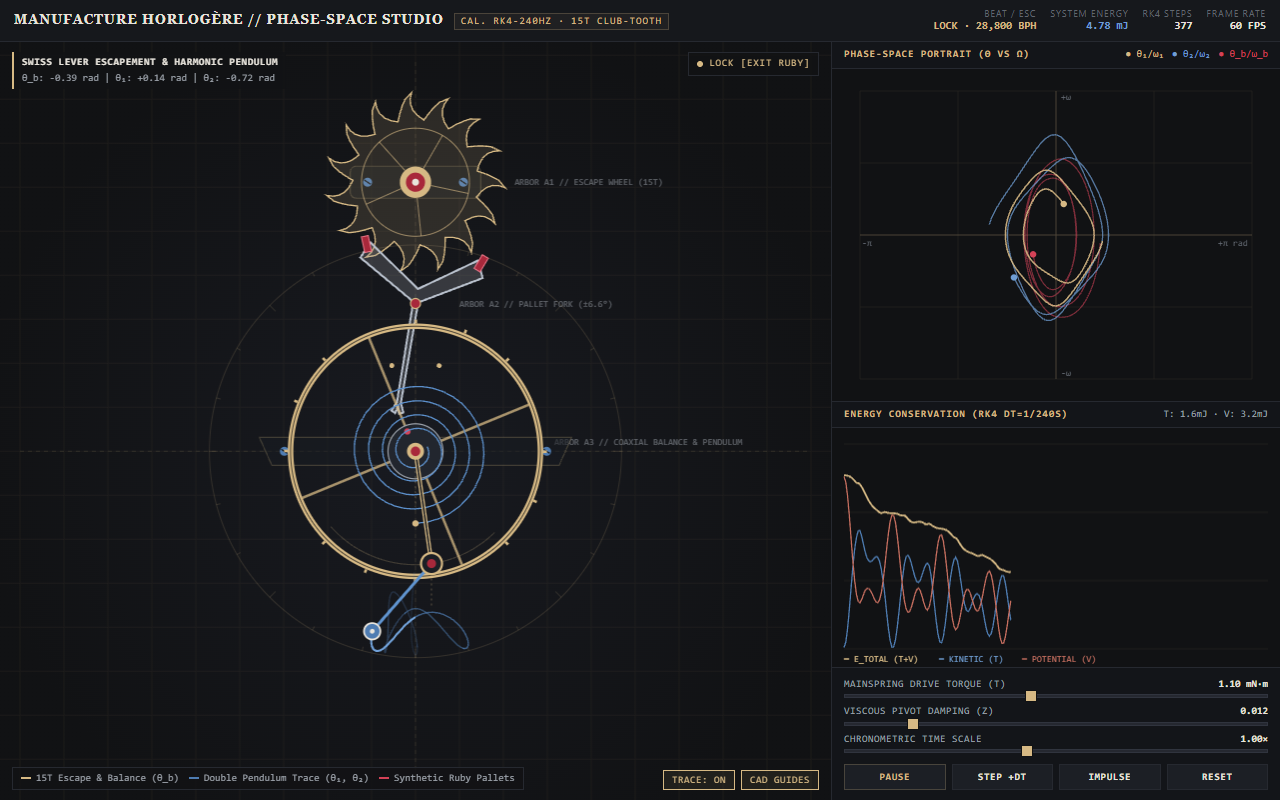 MANUFACTURE HORLOGÈRE // PHASE-SPACE STUDIO
CAL. RK4-240HZ · 15T CLUB-TOOTH
BEAT / ESC
LOCK · 28,800 BPH
SYSTEM ENERGY
4.78 mJ
RK4 STEPS
377
FRAME RATE
60 FPS
SWISS LEVER ESCAPEMENT & HARMONIC PENDULUM
θ_b: -0.39 rad | θ₁: +0.14 rad | θ₂: -0.72 rad
LOCK [EXIT RUBY]
ARBOR A1 // ESCAPE WHEEL (15T)
ARBOR A2 // PALLET FORK (±6.6°)
ARBOR A3 // COAXIAL BALANCE & PENDULUM
15T Escape & Balance (θ_b)
Double Pendulum Trace (θ₁, θ₂)
Synthetic Ruby Pallets
TRACE: ON
CAD GUIDES
PHASE-SPACE PORTRAIT (Θ VS Ω)
θ₁/ω₁
θ₂/ω₂
θ_b/ω_b
+ω
-π
+π rad
-ω
ENERGY CONSERVATION (RK4 DT=1/240S)
T: 1.6mJ · V: 3.2mJ
E_TOTAL (T+V)
KINETIC (T)
POTENTIAL (V)
MAINSPRING DRIVE TORQUE (Τ)
1.10 mN·m
VISCOUS PIVOT DAMPING (Ζ)
0.012
CHRONOMETRIC TIME SCALE
1.00×
PAUSE
STEP +DT
IMPULSE
RESET